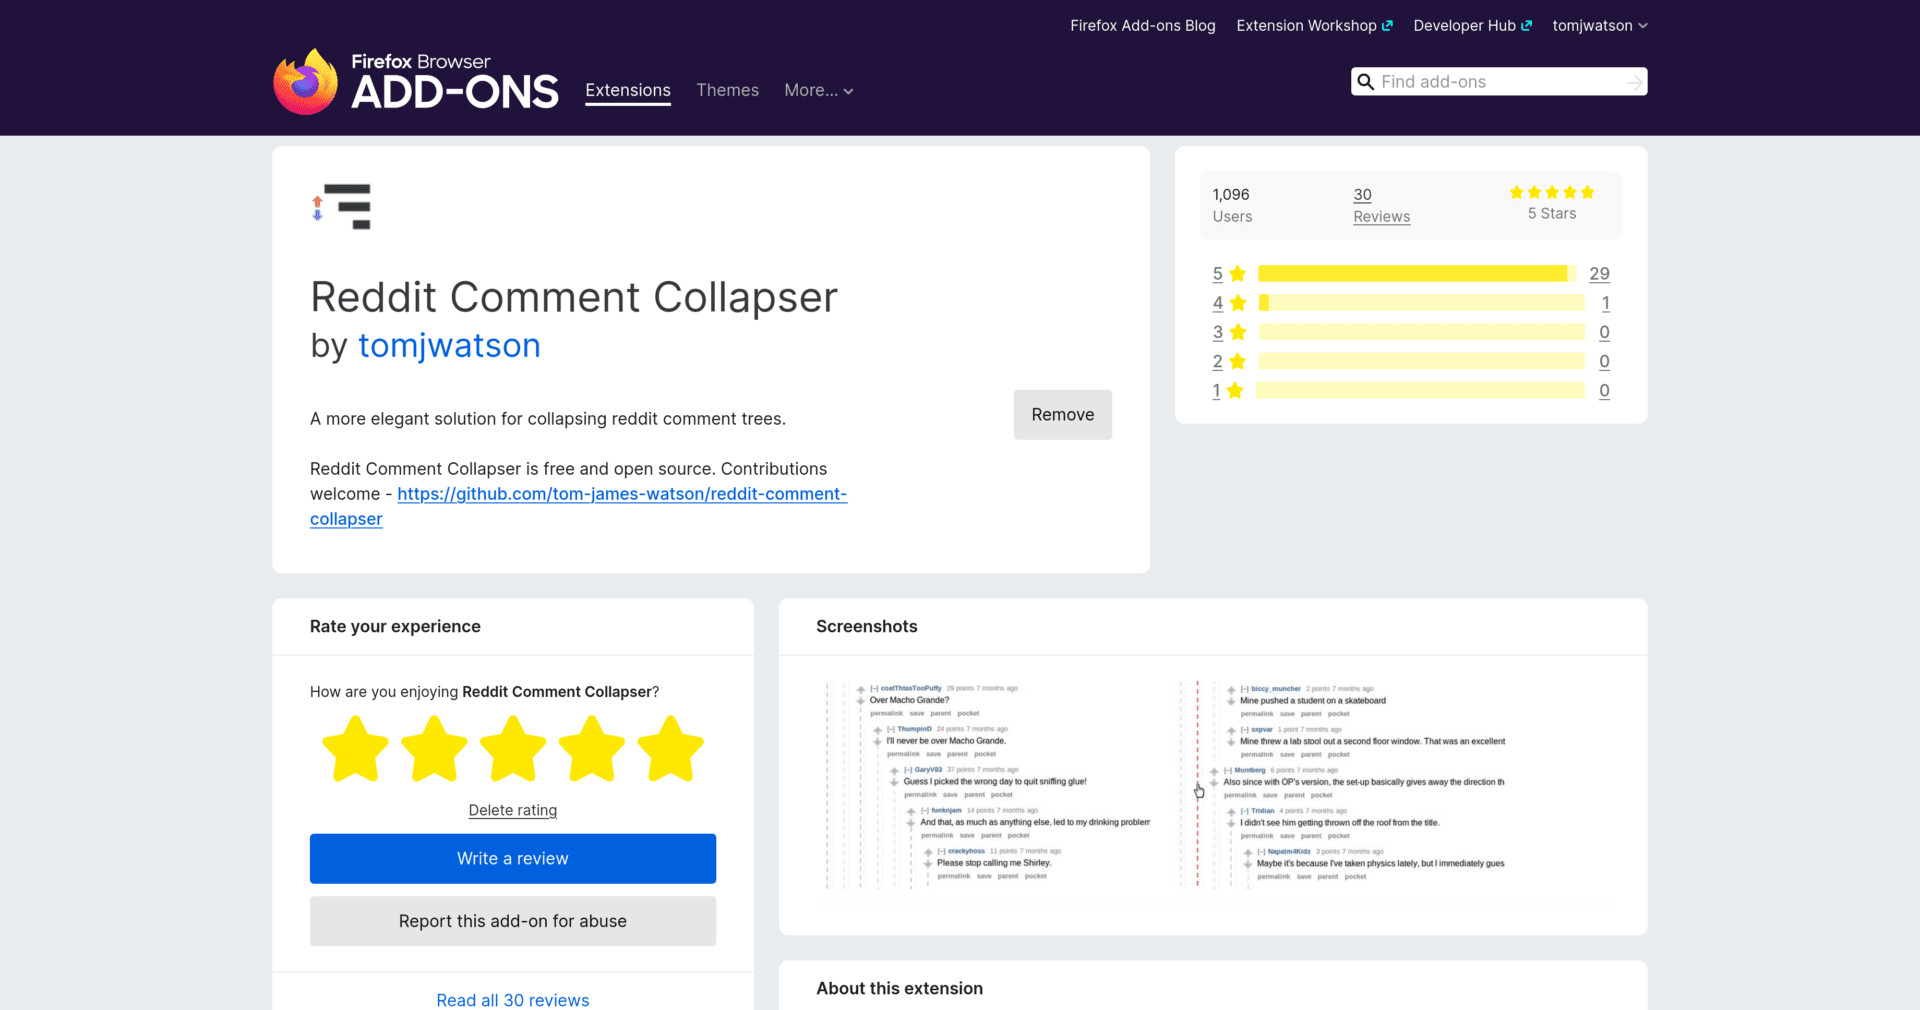 Firefox Add-ons Blog Extension Workshop Developer Hub tomjwatson
Firefox Browser
ADD-ONS
Extensions Themes More...
Find add-ons
Reddit Comment Collapser
by tomjwatson
A more elegant solution for collapsing reddit comment trees.
Remove
Reddit Comment Collapser is free and open source. Contributions
welcome - https://github.com/tom-james-watson/reddit-comment-
collapser
1,096 30
Users Reviews 5 Stars
5 29
4 1
3 0
2 0
1 0
Rate your experience
How are you enjoying Reddit Comment Collapser?
Delete rating
Write a review
Report this add-on for abuse
Read all 30 reviews
Screenshots
[-] coatThtasTooPuffy 29 points 7 months ago
Over Macho Grande?
permalink save parent pocket
[-] ThumpinD 24 points 7 months ago
I'll never be over Macho Grande.
permalink save parent pocket
[-] GaryV83 37 points 7 months ago
Guess I picked the wrong day to quit sniffing glue!
permalink save parent pocket
[-] funknjam 14 points 7 months ago
And that, as much as anything else, led to my drinking problem
permalink save parent pocket
[-] crackyhoss 11 points 7 months ago
Please stop calling me Shirley.
permalink save parent pocket
[-] biccy_muncher 2 points 7 months ago
Mine pushed a student on a skateboard
permalink save parent pocket
[-] sxpvar 1 point 7 months ago
Mine threw a lab stool out a second floor window. That was an excellent
permalink save parent pocket
[-] Muntberg 6 points 7 months ago
Also since with OP's version, the set-up basically gives away the direction th
permalink save parent pocket
[-] Tridian 4 points 7 months ago
I didn't see him getting thrown off the roof from the title.
permalink save parent pocket
[-] Napalm4Kidz 3 points 7 months ago
Maybe it's because I've taken physics lately, but I immediately gues
permalink save parent pocket
About this extension